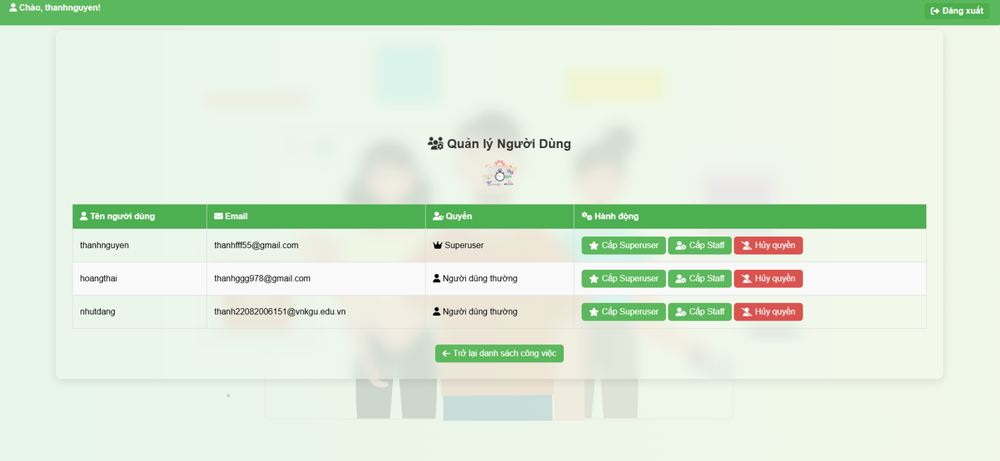 Chào, thanhnguyen!
Đăng xuất
Quản lý Người Dùng
Tên người dùng Email Quyền Hành động
thanhnguyen thanhfff55@gmail.com Superuser Cấp Superuser Cấp Staff Hủy quyền
hoangthai thanhggg978@gmail.com Người dùng thường Cấp Superuser Cấp Staff Hủy quyền
nhutdang thanh22082006151@vnkgu.edu.vn Người dùng thường Cấp Superuser Cấp Staff Hủy quyền
Trở lại danh sách công việc